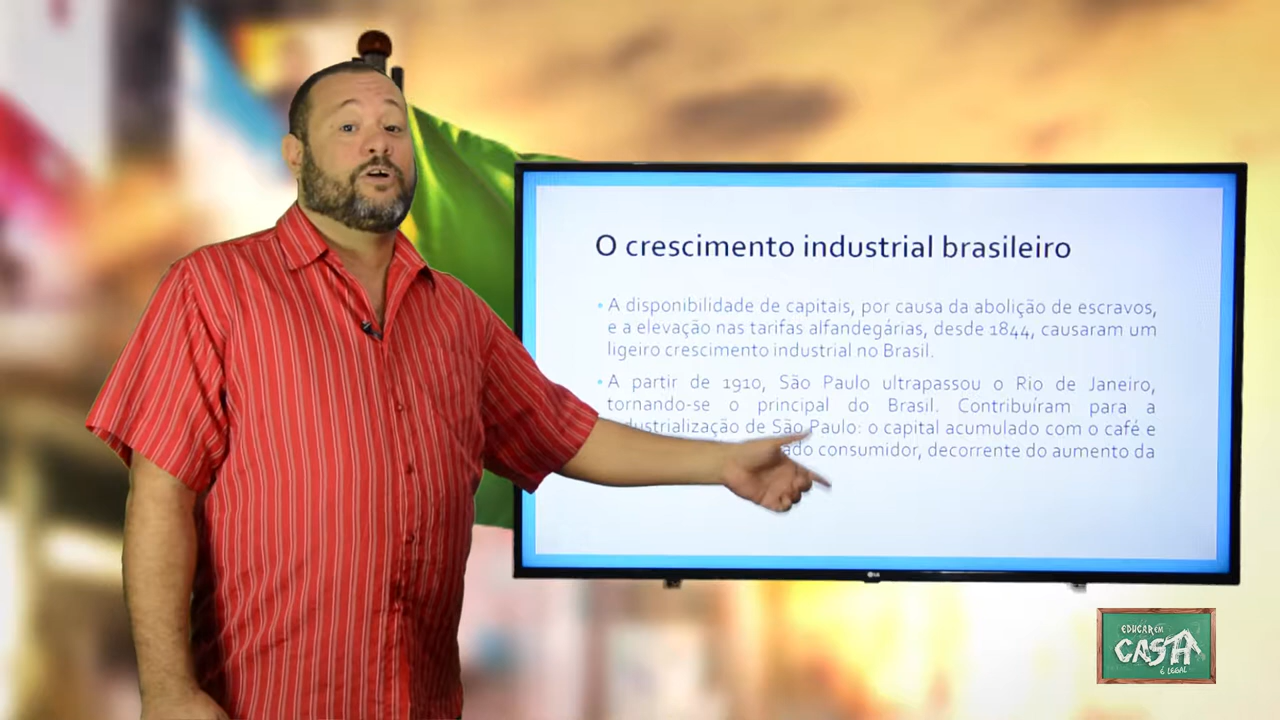 O crescimento industrial brasileiro
• A disponibilidade de capitais, por causa da abolição de escravos,
e a elevação nas tarifas alfandegárias, desde 1844, causaram um
ligeiro crescimento industrial no Brasil.
• A partir de 1910, São Paulo ultrapassou o Rio de Janeiro,
tornando-se o principal do Brasil. Contribuíram para a
dustrialização de São Paulo: o capital acumulado com o café e
ado consumidor, decorrente do aumento da
LG
EDUCAR EM
CASA
É LEGAL